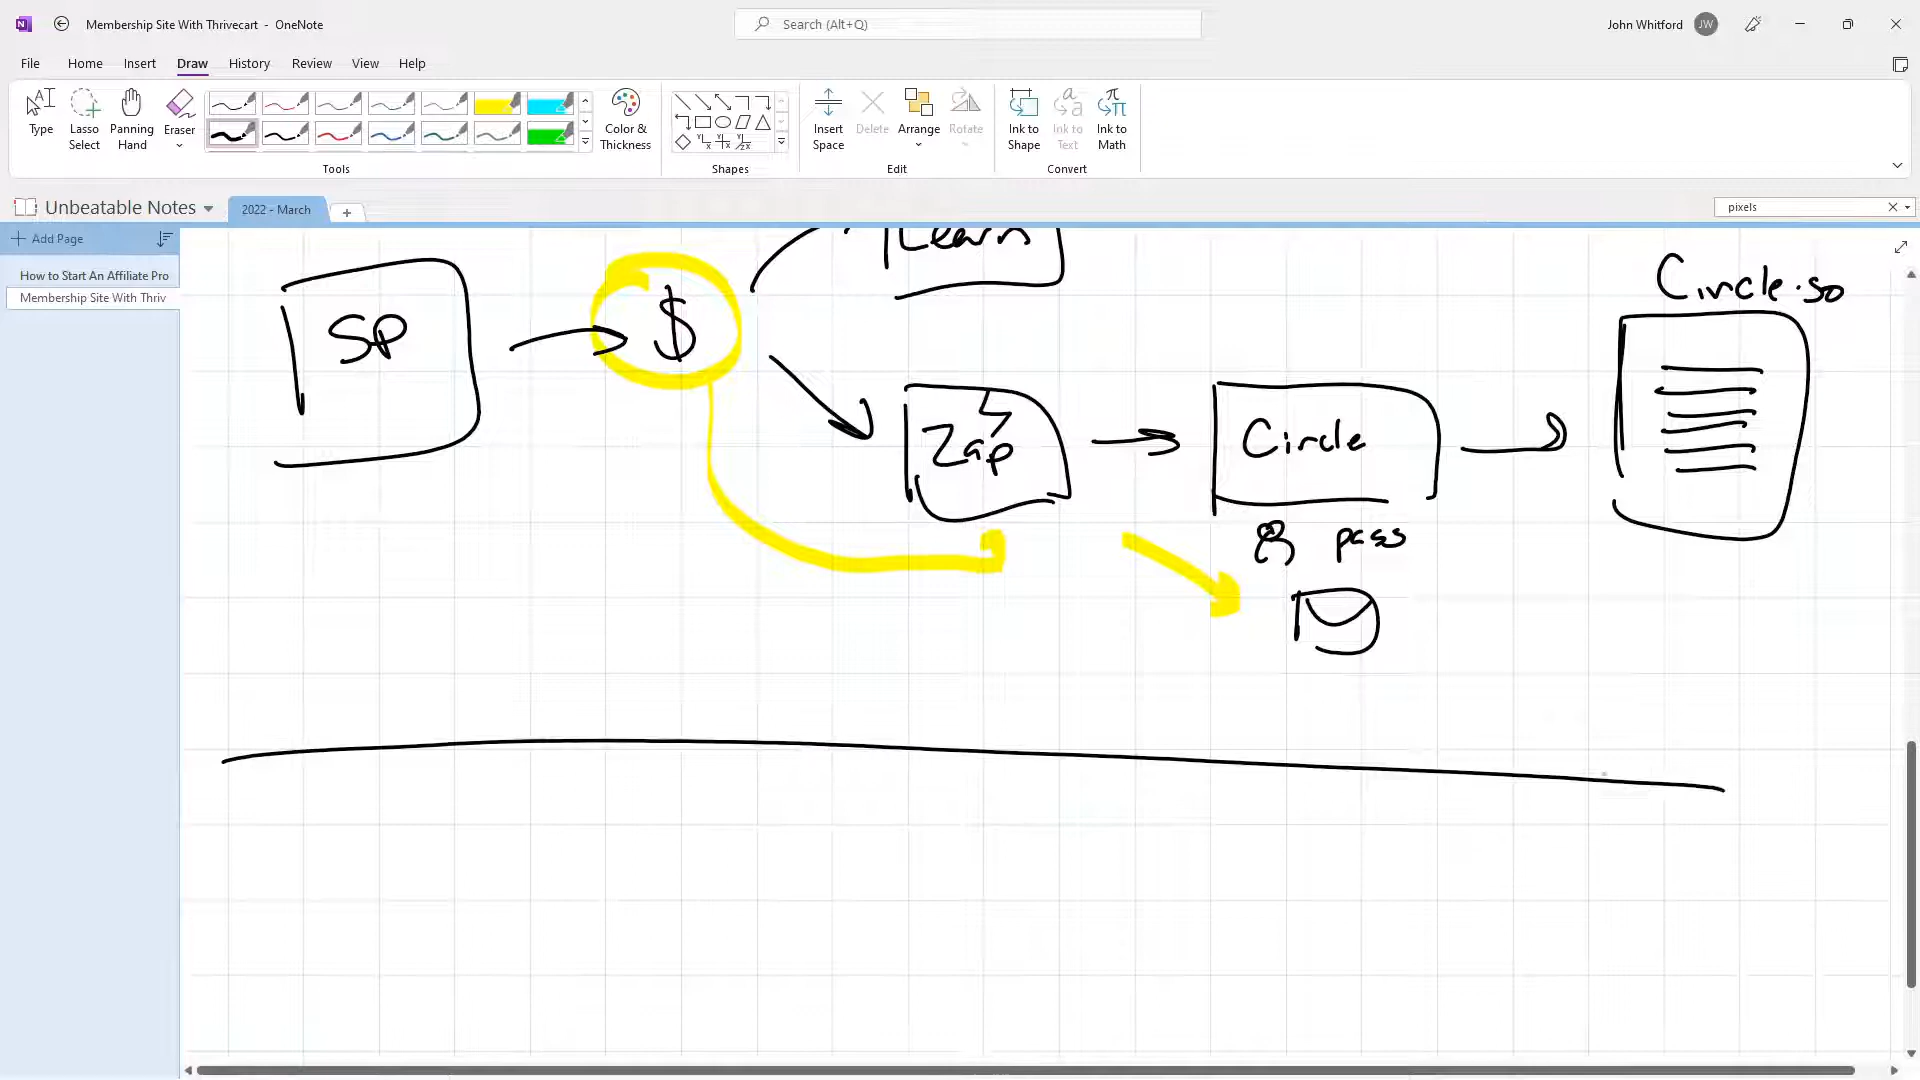 Membership Site With Thrivecart - OneNote
Search (Alt+Q)
John Whitford JW
File Home Insert Draw History Review View Help
Type Lasso Select Panning Hand Eraser Color & Thickness Insert Space Delete Arrange Rotate Ink to Shape Ink to Text Ink to Math
Tools Shapes Edit Convert
Unbeatable Notes 2022 - March + pixels
Add Page
How to Start An Affiliate Pro
Membership Site With Thriv
Learn
Circle.so
SP
$
Zap
Circle
pass